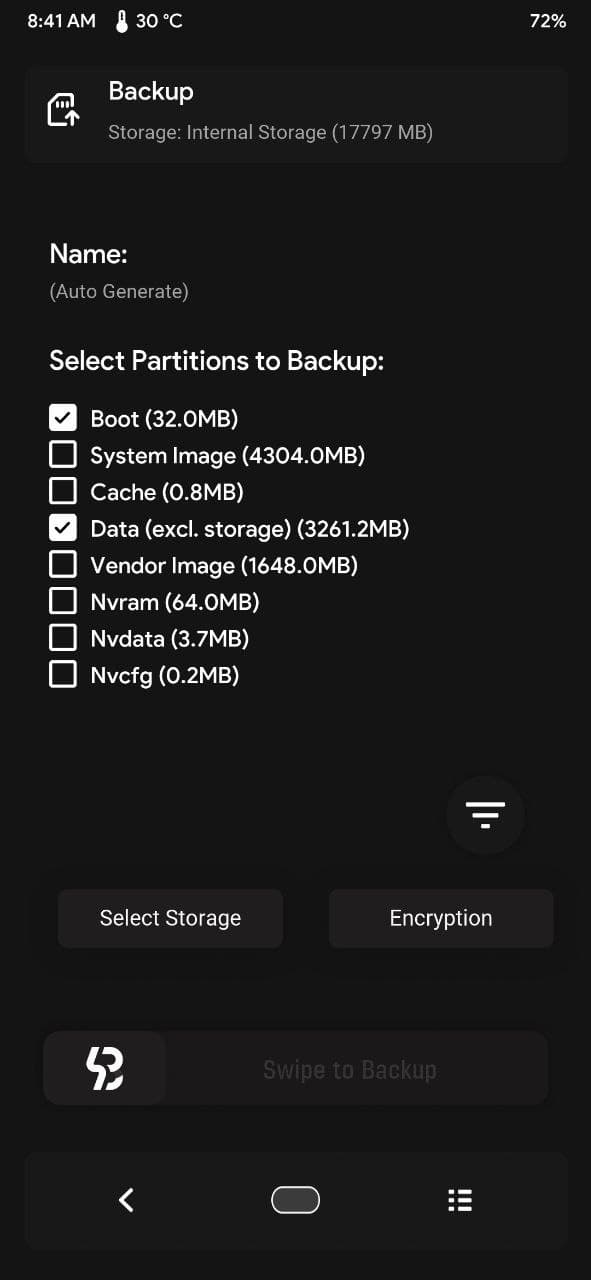 8:41 AM 30 °C 72%
Backup
Storage: Internal Storage (17797 MB)
Name:
(Auto Generate)
Select Partitions to Backup:
Boot (32.0MB)
System Image (4304.0MB)
Cache (0.8MB)
Data (excl. storage) (3261.2MB)
Vendor Image (1648.0MB)
Nvram (64.0MB)
Nvdata (3.7MB)
Nvcfg (0.2MB)
Select Storage Encryption
Swipe to Backup